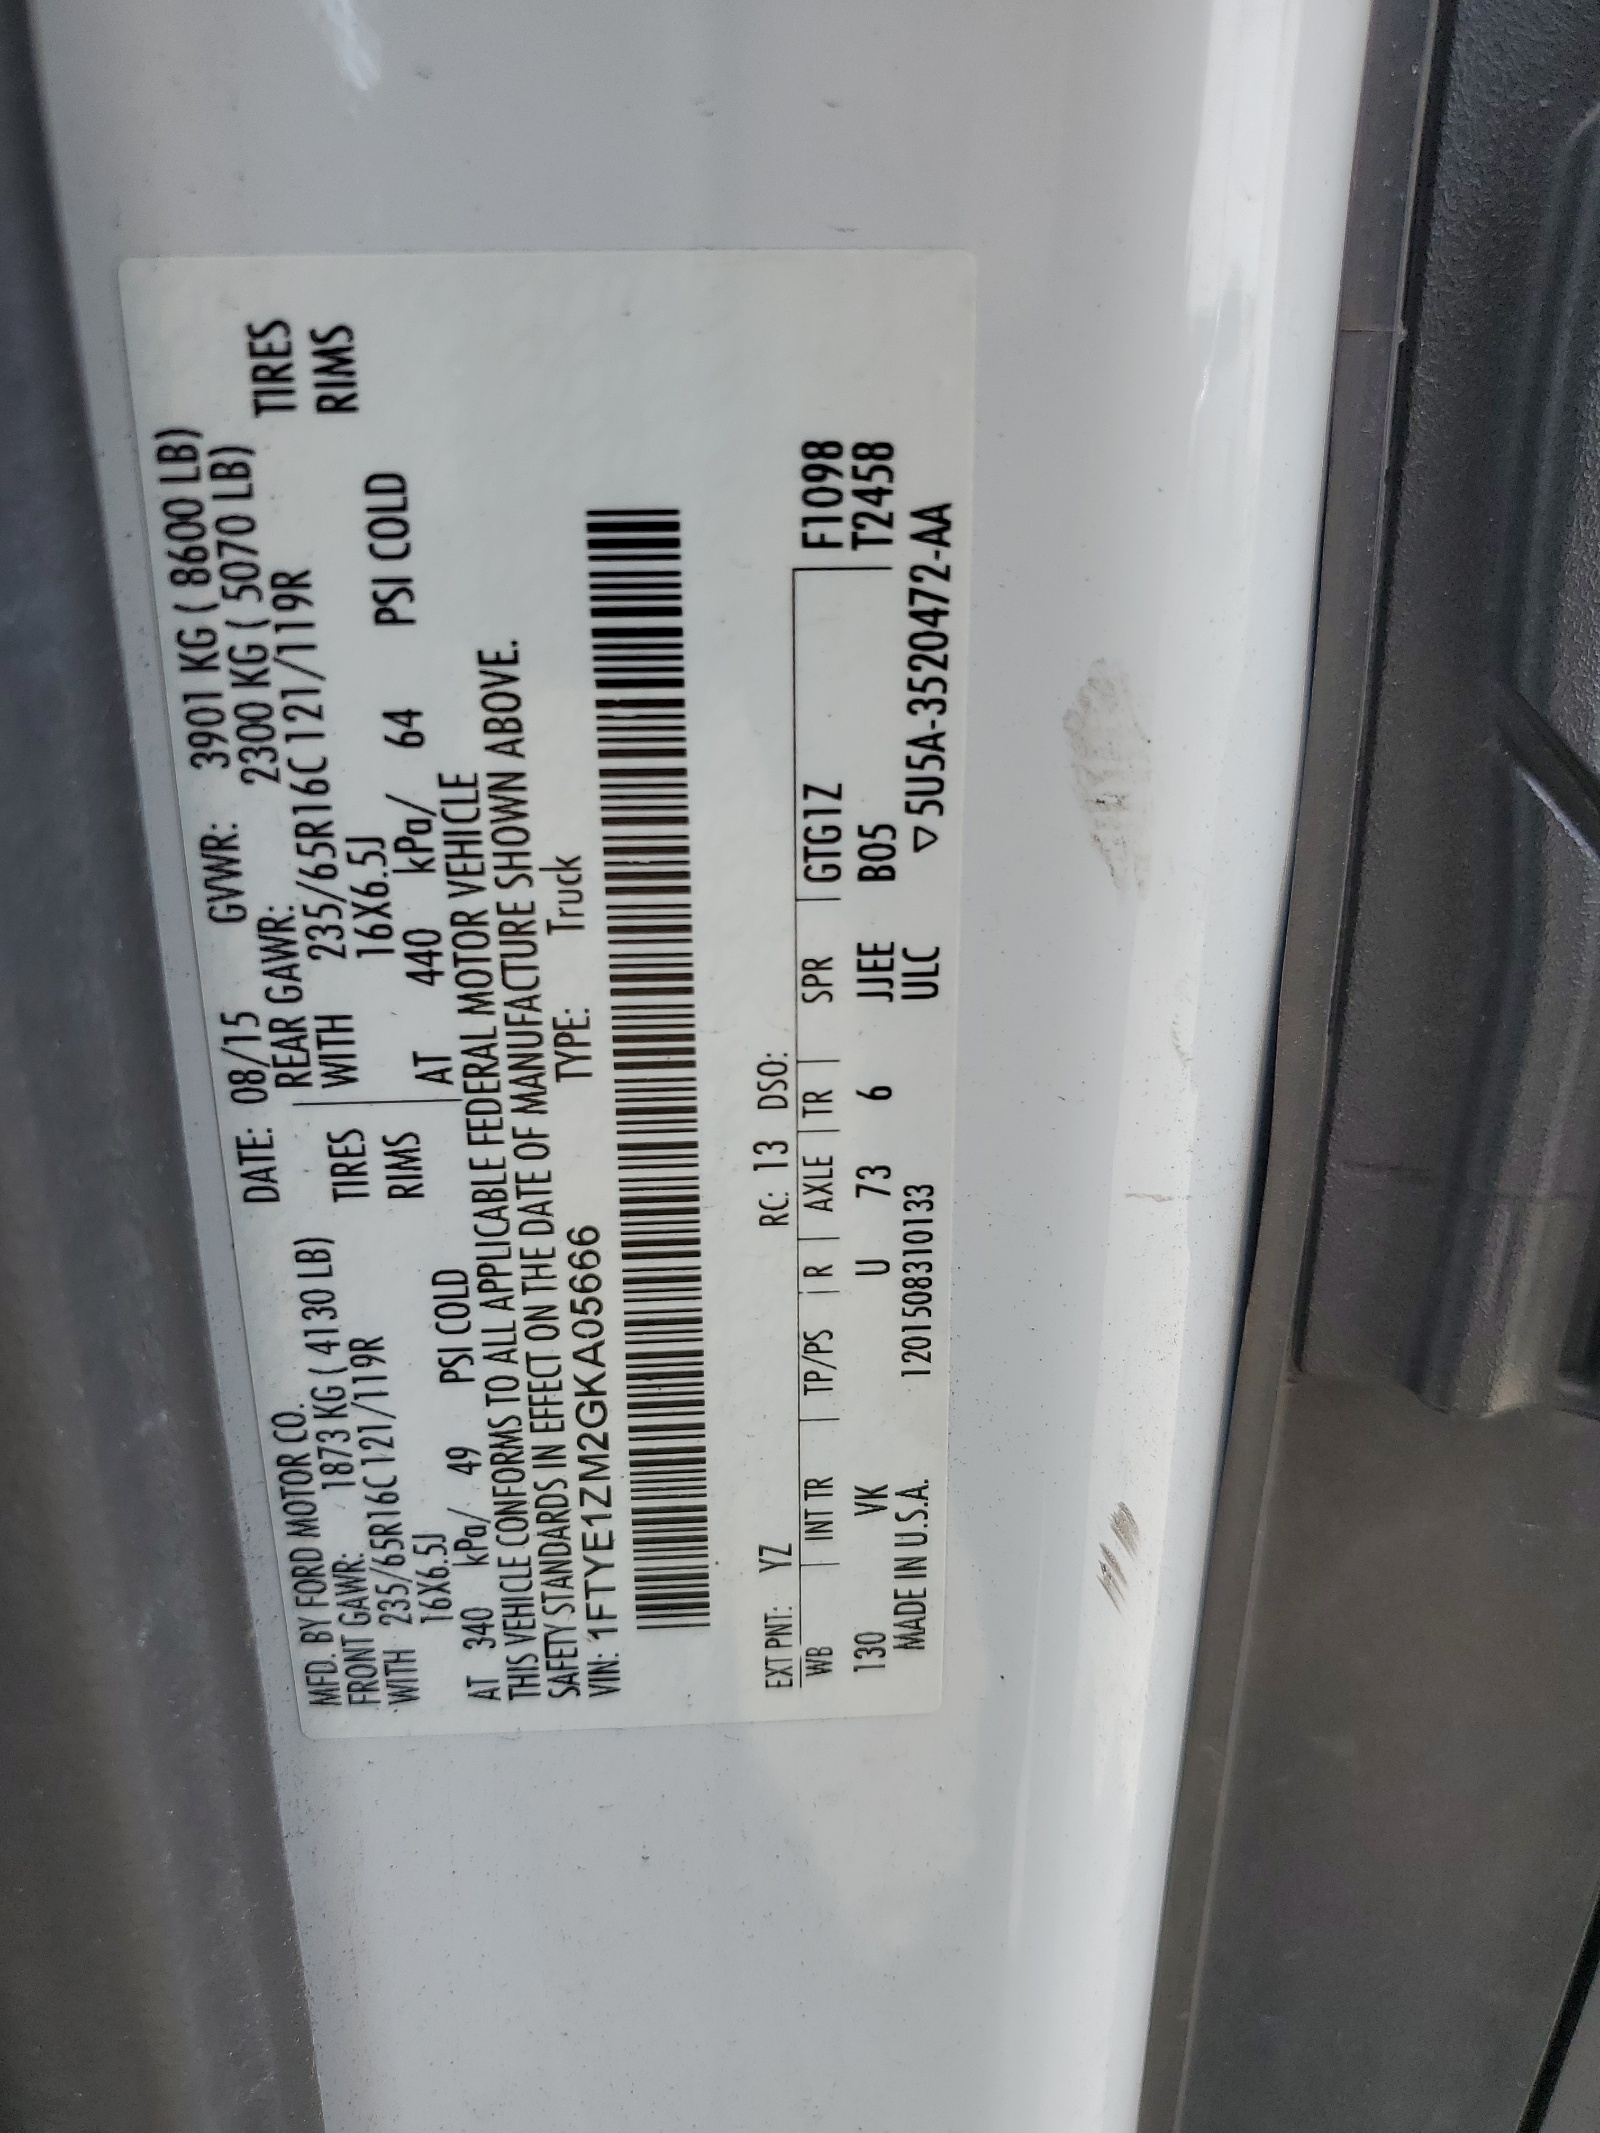 MFD. BY FORD MOTOR CO. DATE: 08/15 GVWR: 3901 KG ( 8600 LB)
FRONT GAWR: 1873 KG ( 4130 LB) REAR GAWR: 2300 KG ( 5070 LB)
WITH 235/65R16C 121/119R TIRES WITH 235/65R16C 121/119R TIRES
16X6.5J RIMS 16X6.5J RIMS
AT 340 kPa/ 49 PSI COLD AT 440 kPa/ 64 PSI COLD
THIS VEHICLE CONFORMS TO ALL APPLICABLE FEDERAL MOTOR VEHICLE
SAFETY STANDARDS IN EFFECT ON THE DATE OF MANUFACTURE SHOWN ABOVE.
VIN: 1FTYE1ZM2GKA05666 TYPE: Truck
EXT PNT: YZ RC: 13 DSO:
WB INT TR TP/PS R AXLE TR SPR GTG1Z F1098
130 VK U 73 6 JJEE B05 T2458
MADE IN U.S.A. 1201508310133 ULC ▽5U5A-3520472-AA